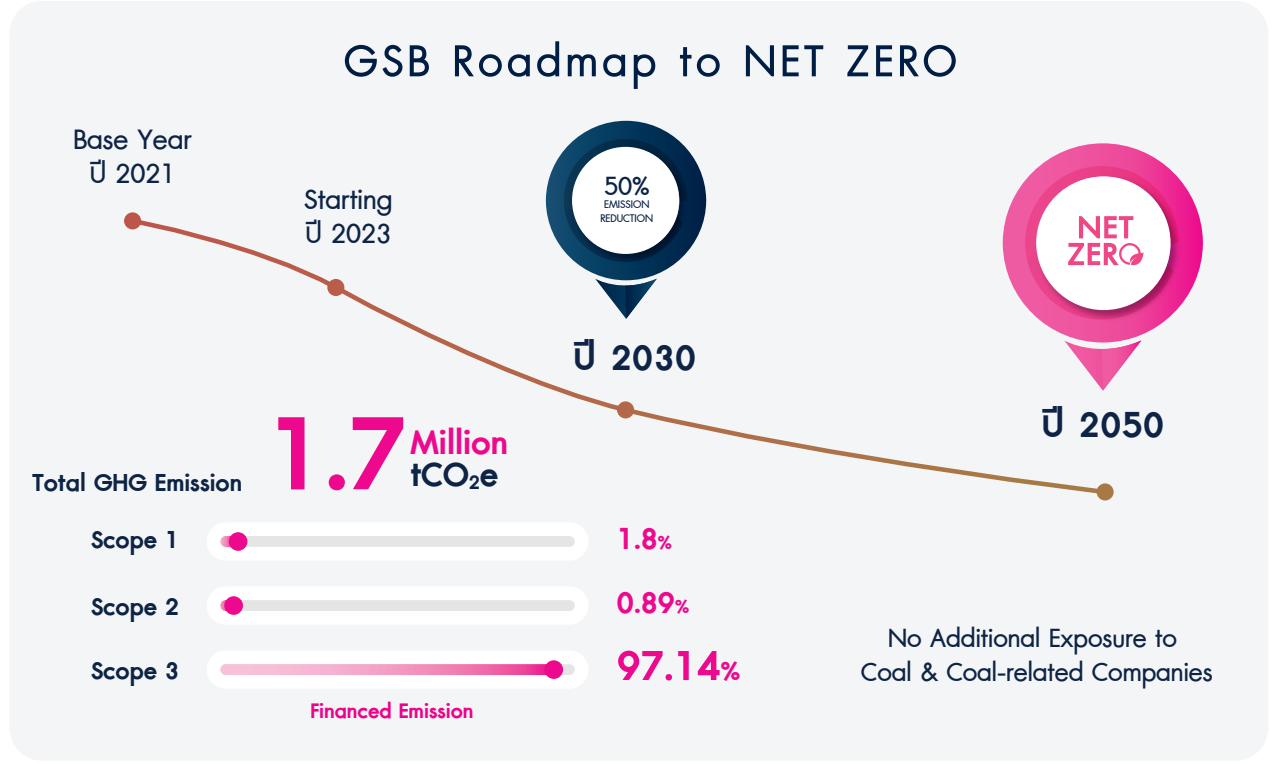 GSB Roadmap to NET ZERO
Base Year
ปี 2021
Starting
ปี 2023
50%
EMISSION
REDUCTION
ปี 2030
NET
ZERO
ปี 2050
Total GHG Emission
1.7 Million
tCO₂e
Scope 1
1.8%
Scope 2
0.89%
Scope 3
97.14%
Financed Emission
No Additional Exposure to
Coal & Coal-related Companies